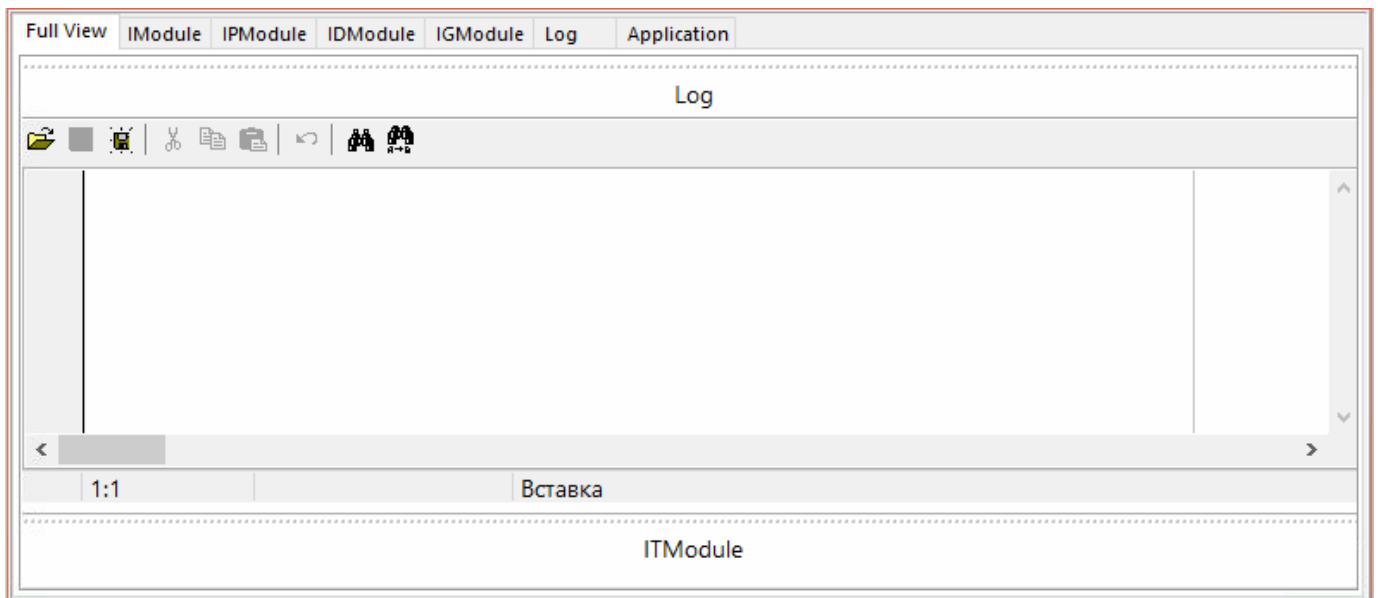 Full View IModule IPModule IDModule IGModule Log Application
Log
A→B
1:1 Вставка
ITModule